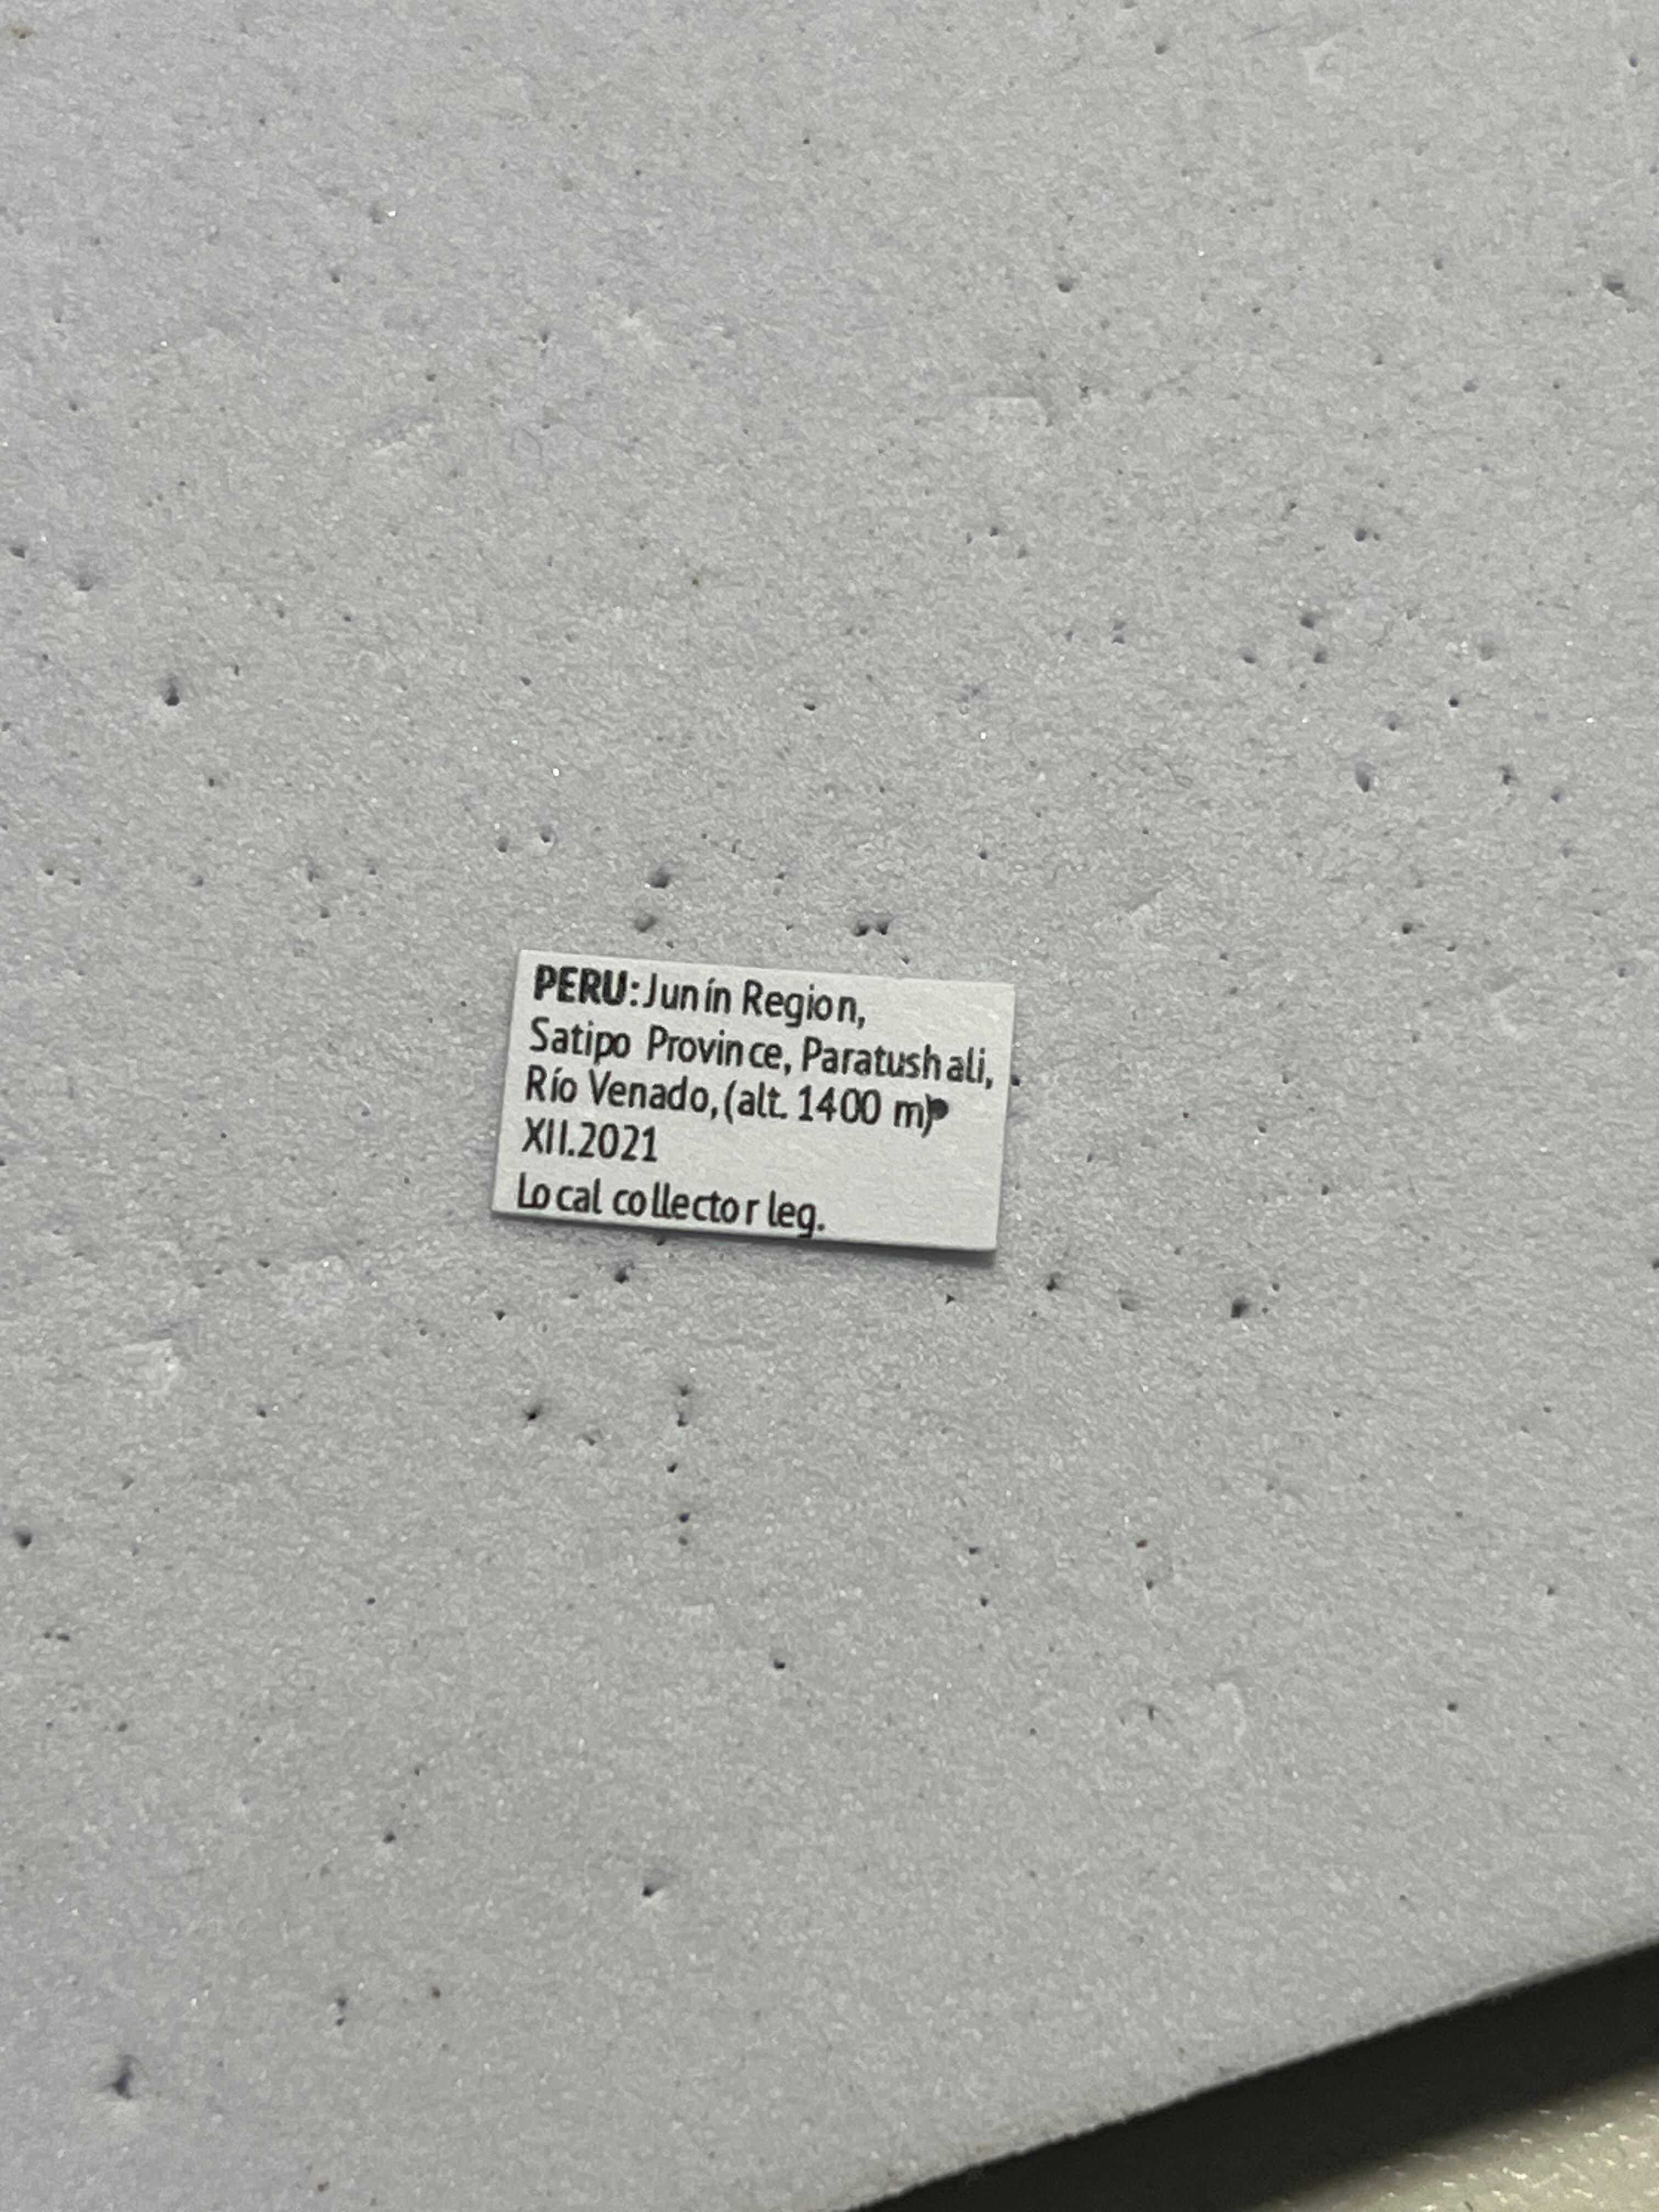 PERU: Junín Region,
Satipo Province, Paratushali,
Río Venado, (alt. 1400 m)
XII.2021
Local collector leg.